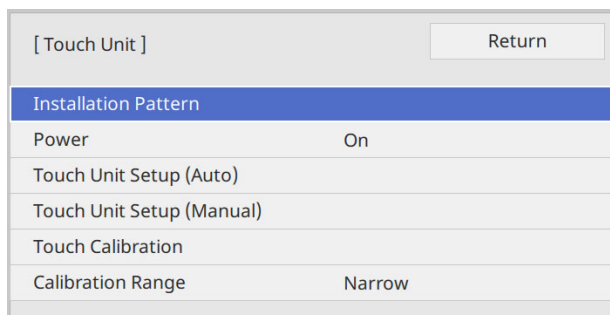 [ Touch Unit ] Return
Installation Pattern
Power On
Touch Unit Setup (Auto)
Touch Unit Setup (Manual)
Touch Calibration
Calibration Range Narrow